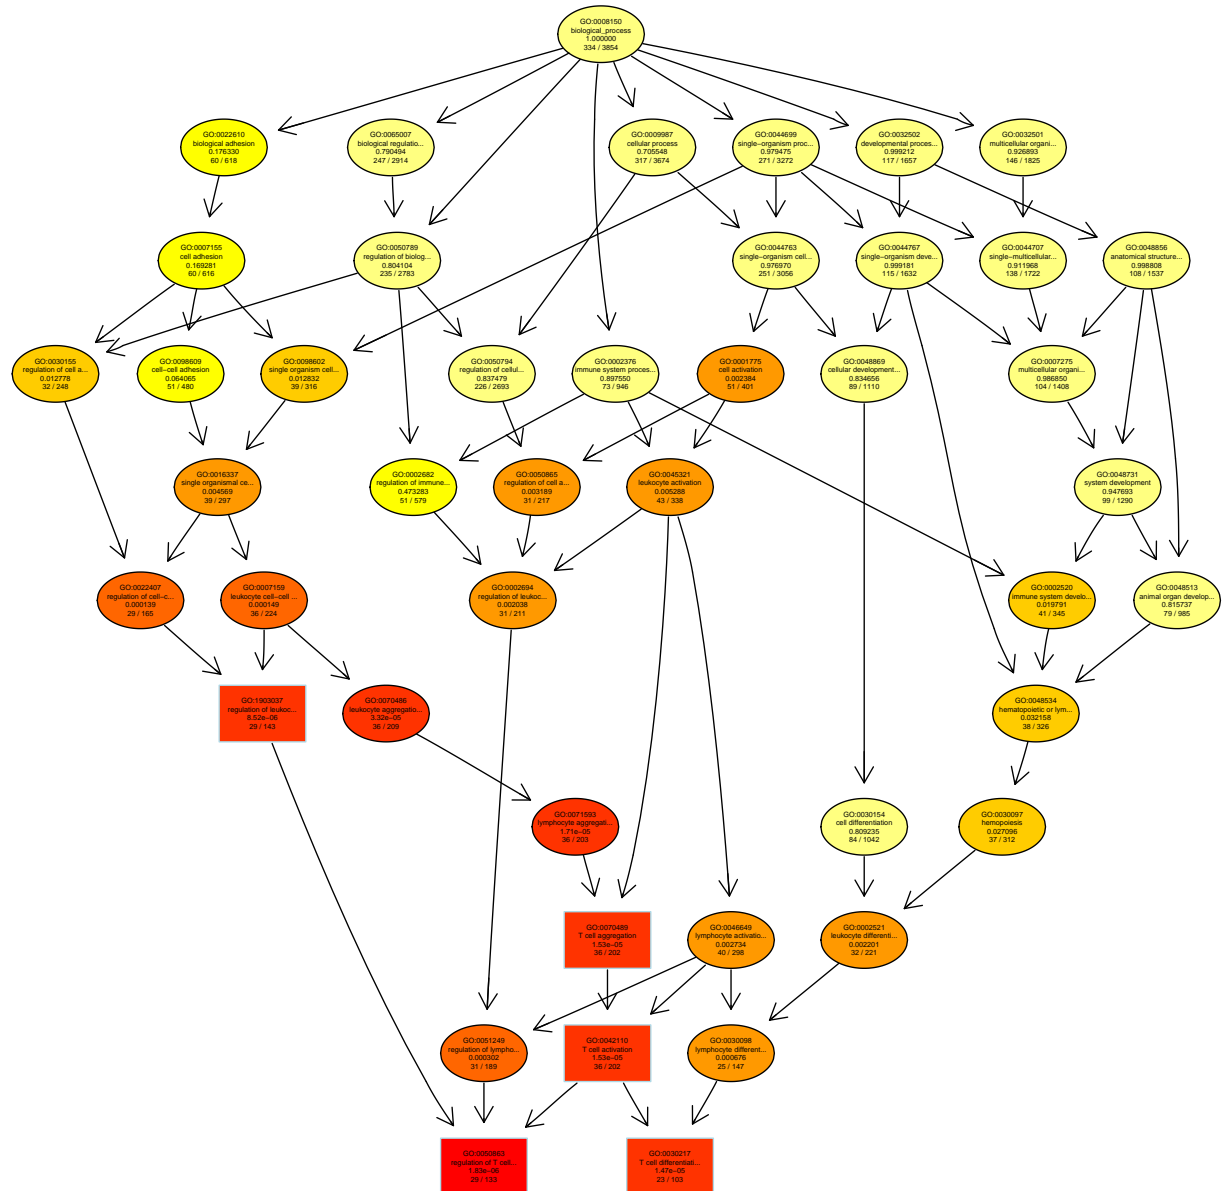 GO:0008150
biological_process
1.000000
334 / 3854
GO:0022610
biological adhesion
0.176330
60 / 618
GO:0065007
biological regulatio...
0.790494
247 / 2914
GO:0009987
cellular process
0.705548
317 / 3674
GO:0044699
single−organism proc...
0.979475
271 / 3272
GO:0032502
developmental proces...
0.999212
117 / 1657
GO:0032501
multicellular organi...
0.926893
146 / 1825
GO:0007155
cell adhesion
0.169281
60 / 616
GO:0050789
regulation of biolog...
0.804104
235 / 2783
GO:0044763
single−organism cell...
0.976970
251 / 3056
GO:0044767
single−organism deve...
0.999181
115 / 1632
GO:0044707
single−multicellular...
0.911968
138 / 1722
GO:0048856
anatomical structure...
0.998808
108 / 1537
GO:0030155
regulation of cell a...
0.012778
32 / 248
GO:0098609
cell−cell adhesion
0.064065
51 / 480
GO:0098602
single organism cell...
0.012832
39 / 316
GO:0050794
regulation of cellul...
0.837479
226 / 2693
GO:0002376
immune system proces...
0.897550
73 / 946
GO:0001775
cell activation
0.002384
51 / 401
GO:0048869
cellular development...
0.834656
89 / 1110
GO:0007275
multicellular organi...
0.986850
104 / 1408
GO:0016337
single organismal ce...
0.004569
39 / 297
GO:0002682
regulation of immune...
0.473283
51 / 579
GO:0050865
regulation of cell a...
0.003189
31 / 217
GO:0045321
leukocyte activation
0.005288
43 / 338
GO:0048731
system development
0.947693
99 / 1290
GO:0022407
regulation of cell−c...
0.000139
29 / 165
GO:0007159
leukocyte cell−cell ...
0.000149
36 / 224
GO:0002694
regulation of leukoc...
0.002038
31 / 211
GO:0002520
immune system develo...
0.019791
41 / 345
GO:0048513
animal organ develop...
0.815737
79 / 985
GO:1903037
regulation of leukoc...
8.52e−06
29 / 143
GO:0070486
leukocyte aggregatio...
3.32e−05
36 / 209
GO:0048534
hematopoietic or lym...
0.032158
38 / 326
GO:0071593
lymphocyte aggregati...
1.71e−05
36 / 203
GO:0030154
cell differentiation
0.809235
84 / 1042
GO:0030097
hemopoiesis
0.027096
37 / 312
GO:0070489
T cell aggregation
1.53e−05
36 / 202
GO:0046649
lymphocyte activatio...
0.002734
40 / 298
GO:0002521
leukocyte differenti...
0.002201
32 / 221
GO:0051249
regulation of lympho...
0.000302
31 / 189
GO:0042110
T cell activation
1.53e−05
36 / 202
GO:0030098
lymphocyte different...
0.000676
25 / 147
GO:0050863
regulation of T cell...
1.83e−06
29 / 133
GO:0030217
T cell differentiati...
1.47e−05
23 / 103